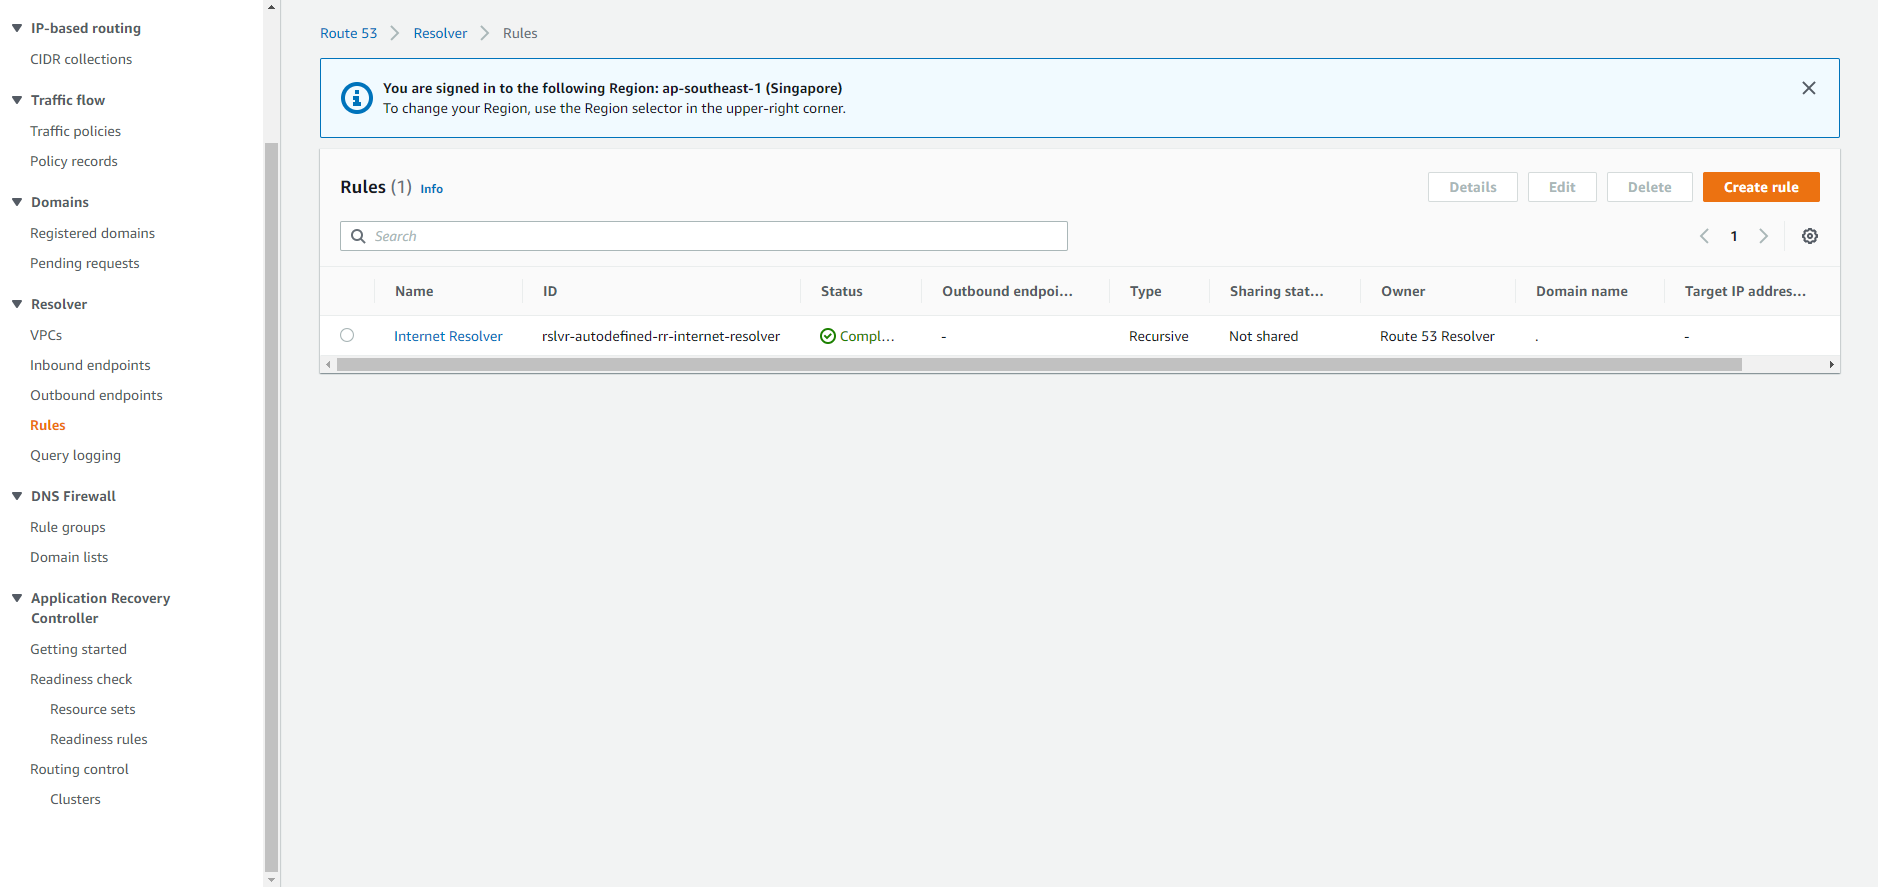 IP-based routing
CIDR collections
Traffic flow
Traffic policies
Policy records
Domains
Registered domains
Pending requests
Resolver
VPCs
Inbound endpoints
Outbound endpoints
Rules
Query logging
DNS Firewall
Rule groups
Domain lists
Application Recovery
Controller
Getting started
Readiness check
Resource sets
Readiness rules
Routing control
Clusters
Route 53 Resolver Rules
You are signed in to the following Region: ap-southeast-1 (Singapore)
To change your Region, use the Region selector in the upper-right corner.
Rules (1) Info Details Edit Delete Create rule
Search 1
Name ID Status Outbound endpoi... Type Sharing stat... Owner Domain name Target IP addres...
Internet Resolver rslvr-autodefined-rr-internet-resolver Compl... - Recursive Not shared Route 53 Resolver . -